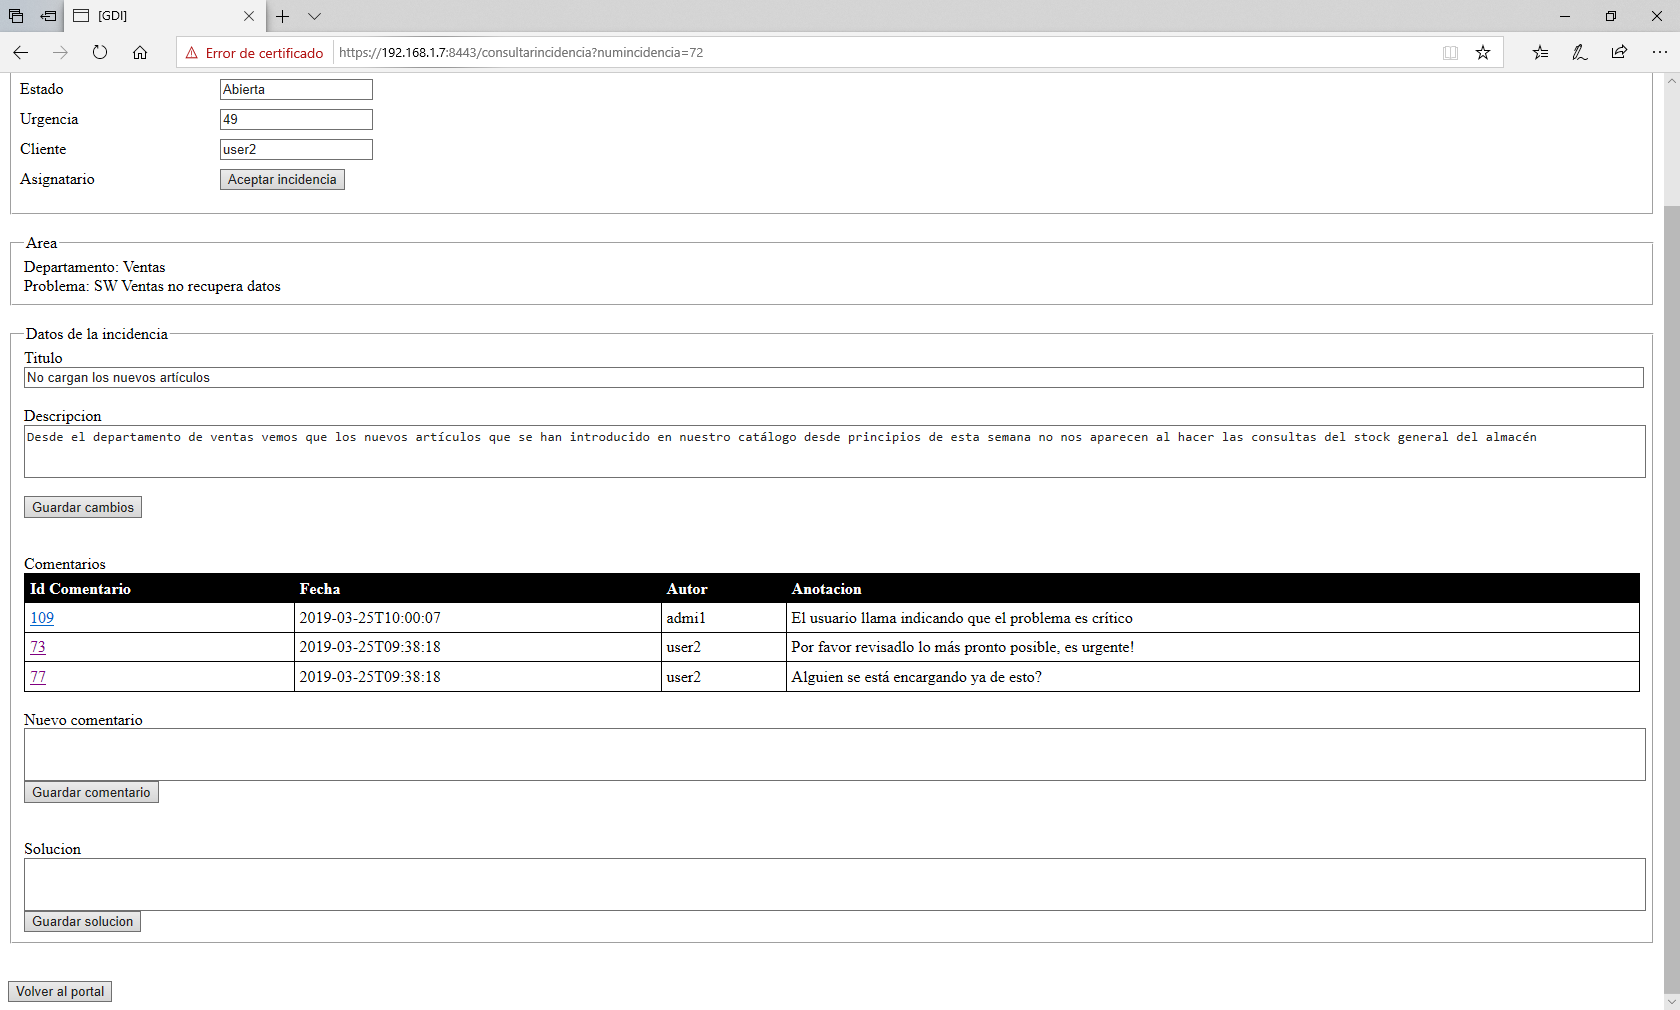 [GDI]
Error de certificado
https://192.168.1.7:8443/consultarincidencia?numincidencia=72
Estado Abierta
Urgencia 49
Cliente user2
Asignatario Aceptar incidencia
Area
Departamento: Ventas
Problema: SW Ventas no recupera datos
Datos de la incidencia
Titulo
No cargan los nuevos artículos
Descripcion
Desde el departamento de ventas vemos que los nuevos artículos que se han introducido en nuestro catálogo desde principios de esta semana no nos aparecen al hacer las consultas del stock general del almacén
Guardar cambios
Comentarios
Id Comentario Fecha Autor Anotacion
109 2019-03-25T10:00:07 admi1 El usuario llama indicando que el problema es crítico
73 2019-03-25T09:38:18 user2 Por favor revisadlo lo más pronto posible, es urgente!
77 2019-03-25T09:38:18 user2 Alguien se está encargando ya de esto?
Nuevo comentario
Guardar comentario
Solucion
Guardar solucion
Volver al portal